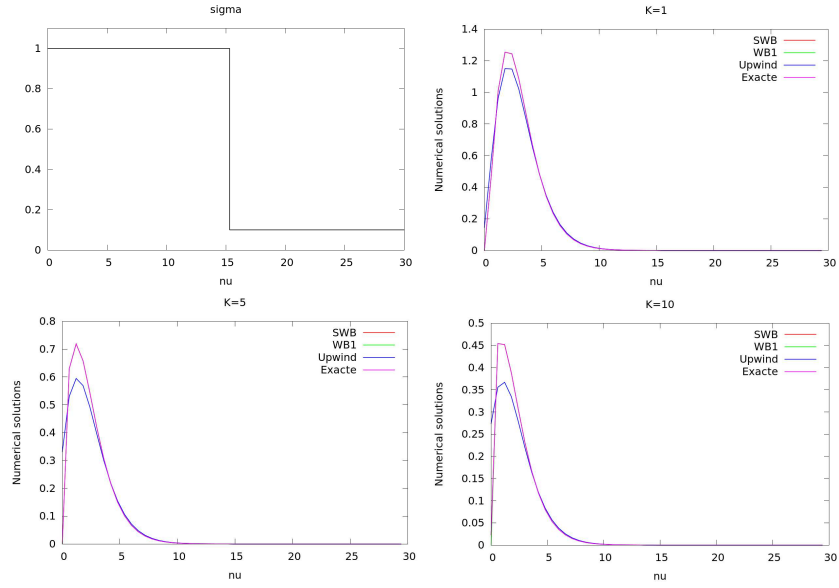 sigma
1
0.8
0.6
0.4
0.2
0
0 5 10 15 20 25 30
nu
K=1
Numerical solutions
1.4
1.2
1
0.8
0.6
0.4
0.2
0
0 5 10 15 20 25 30
nu
SWB
WB1
Upwind
Exacte
K=5
Numerical solutions
0.8
0.7
0.6
0.5
0.4
0.3
0.2
0.1
0
0 5 10 15 20 25 30
nu
SWB
WB1
Upwind
Exacte
K=10
Numerical solutions
0.5
0.45
0.4
0.35
0.3
0.25
0.2
0.15
0.1
0.05
0
0 5 10 15 20 25 30
nu
SWB
WB1
Upwind
Exacte